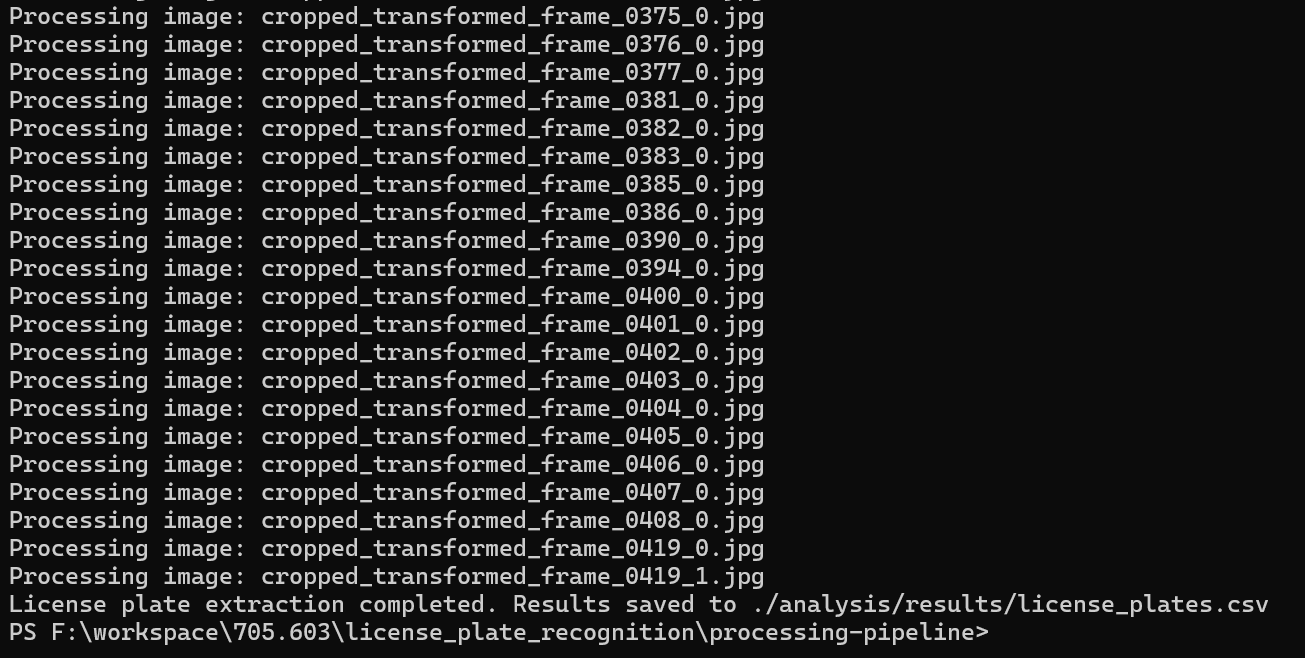 Processing image: cropped_transformed_frame_0375_0.jpg
Processing image: cropped_transformed_frame_0376_0.jpg
Processing image: cropped_transformed_frame_0377_0.jpg
Processing image: cropped_transformed_frame_0381_0.jpg
Processing image: cropped_transformed_frame_0382_0.jpg
Processing image: cropped_transformed_frame_0383_0.jpg
Processing image: cropped_transformed_frame_0385_0.jpg
Processing image: cropped_transformed_frame_0386_0.jpg
Processing image: cropped_transformed_frame_0390_0.jpg
Processing image: cropped_transformed_frame_0394_0.jpg
Processing image: cropped_transformed_frame_0400_0.jpg
Processing image: cropped_transformed_frame_0401_0.jpg
Processing image: cropped_transformed_frame_0402_0.jpg
Processing image: cropped_transformed_frame_0403_0.jpg
Processing image: cropped_transformed_frame_0404_0.jpg
Processing image: cropped_transformed_frame_0405_0.jpg
Processing image: cropped_transformed_frame_0406_0.jpg
Processing image: cropped_transformed_frame_0407_0.jpg
Processing image: cropped_transformed_frame_0408_0.jpg
Processing image: cropped_transformed_frame_0419_0.jpg
Processing image: cropped_transformed_frame_0419_1.jpg
License plate extraction completed. Results saved to ./analysis/results/license_plates.csv
PS F:\workspace\705.603\license_plate_recognition\processing-pipeline>